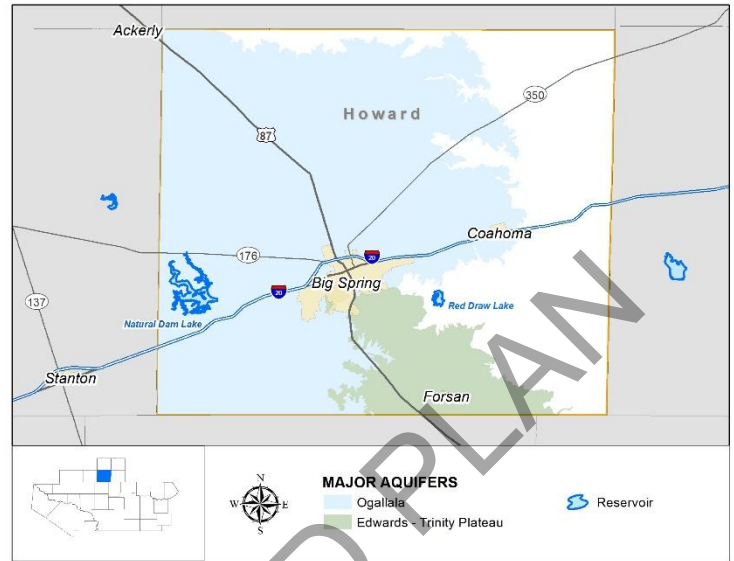 Ackerly
Howard
350
87
176
20
Coahoma
20
Big Spring
137
Natural Dam Lake
Red Draw Lake
Stanton
Forsan
N
W E
S
MAJOR AQUIFERS
Ogallala
Edwards - Trinity Plateau
Reservoir
D PLAN